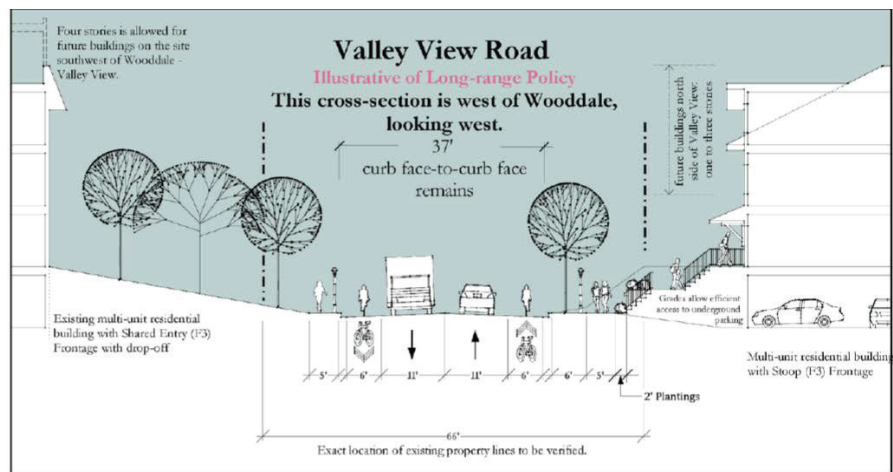 Four stories is allowed for
future buildings on the site
southwest of Wooddale -
Valley View.
Valley View Road
Illustrative of Long-range Policy
This cross-section is west of Wooddale,
looking west.
37'
curb face-to-curb face
remains
future buildings north
side of Valley View:
one to three stories
Existing multi-unit residential
building with Shared Entry (F3)
Frontage with drop-off
Grades allow efficient
access to underground
parking
Multi-unit residential building
with Stoop (F3) Frontage
5' 6' 11' 11' 6' 6' 5'
2' Plantings
66'
Exact location of existing property lines to be verified.